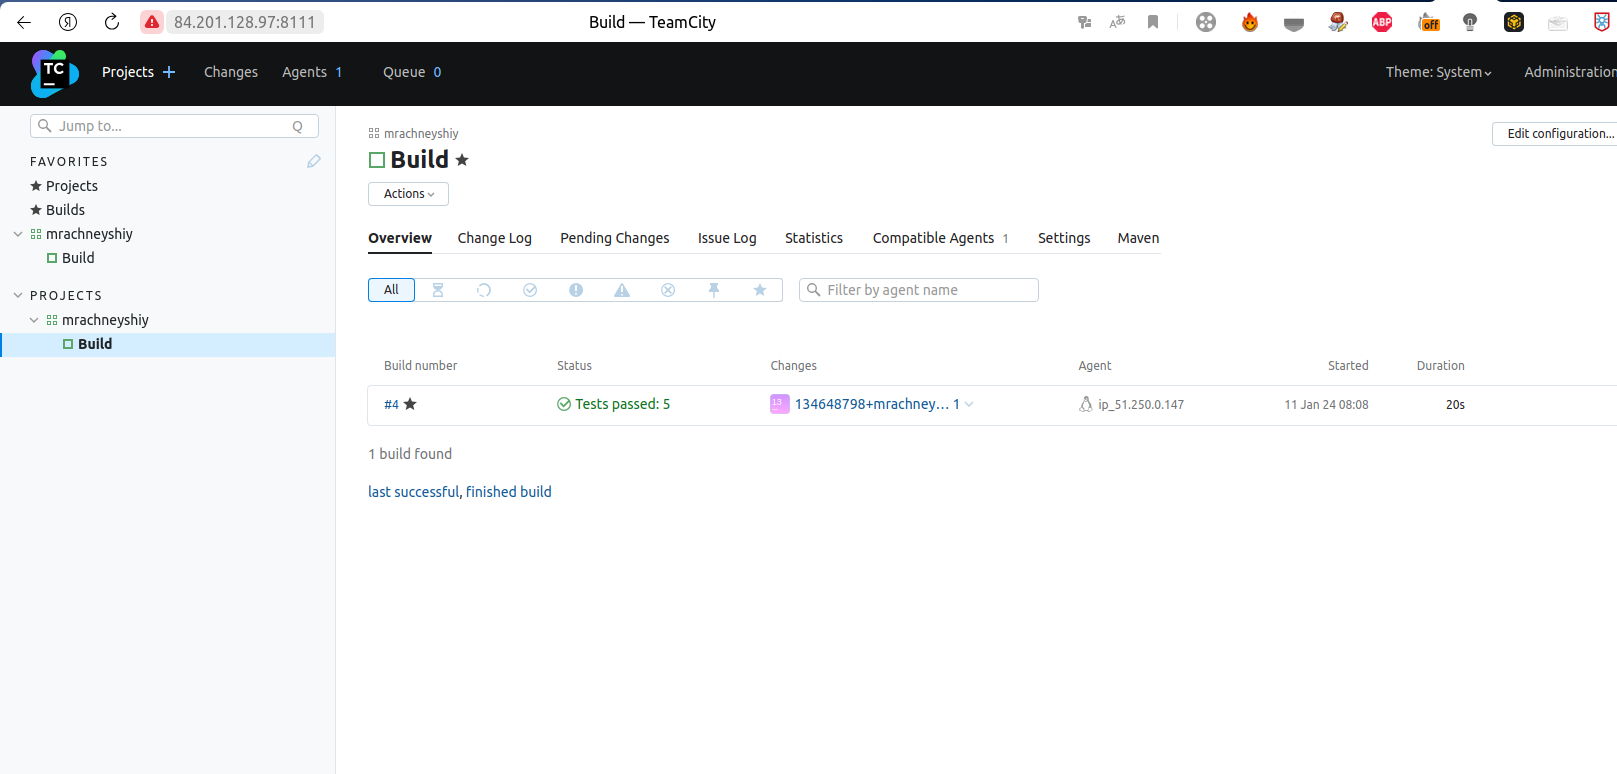 84.201.128.97:8111 Build — TeamCity ABP off
TC Projects + Changes Agents 1 Queue 0 Theme: System Administration
Jump to... Q
FAVORITES
Projects
Builds
mrachneyshiy
Build
PROJECTS
mrachneyshiy
Build
mrachneyshiy
Edit configuration...
Build
Actions
Overview Change Log Pending Changes Issue Log Statistics Compatible Agents 1 Settings Maven
All Filter by agent name
Build number Status Changes Agent Started Duration
#4 Tests passed: 5 13 134648798+mrachney... 1 ip_51.250.0.147 11 Jan 24 08:08 20s
1 build found
last successful, finished build